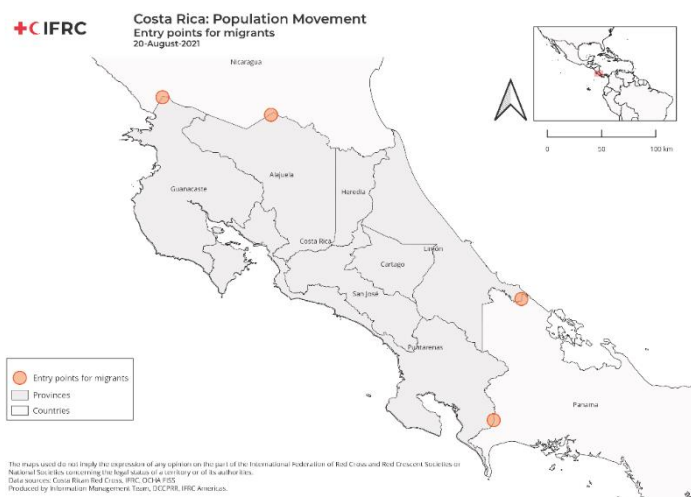 IFRC
Costa Rica: Population Movement
Entry points for migrants
20-August-2021
Nicaragua
0 50 100 km
Guanacaste
Alajuela
Heredia
Costa Rica
Limón
Cartago
San José
Puntarenas
Panama
Entry points for migrants
Provinces
Countries
The maps used do not imply the expression of any opinion on the part of the International Federation of Red Cross and Red Crescent Societies or
National Societies concerning the legal status of a territory or of its authorities.
Data sources: Costa Rican Red Cross, IFRC, OCHA FISS
Produced by Information Management Team, DCCPRR, IFRC Americas.